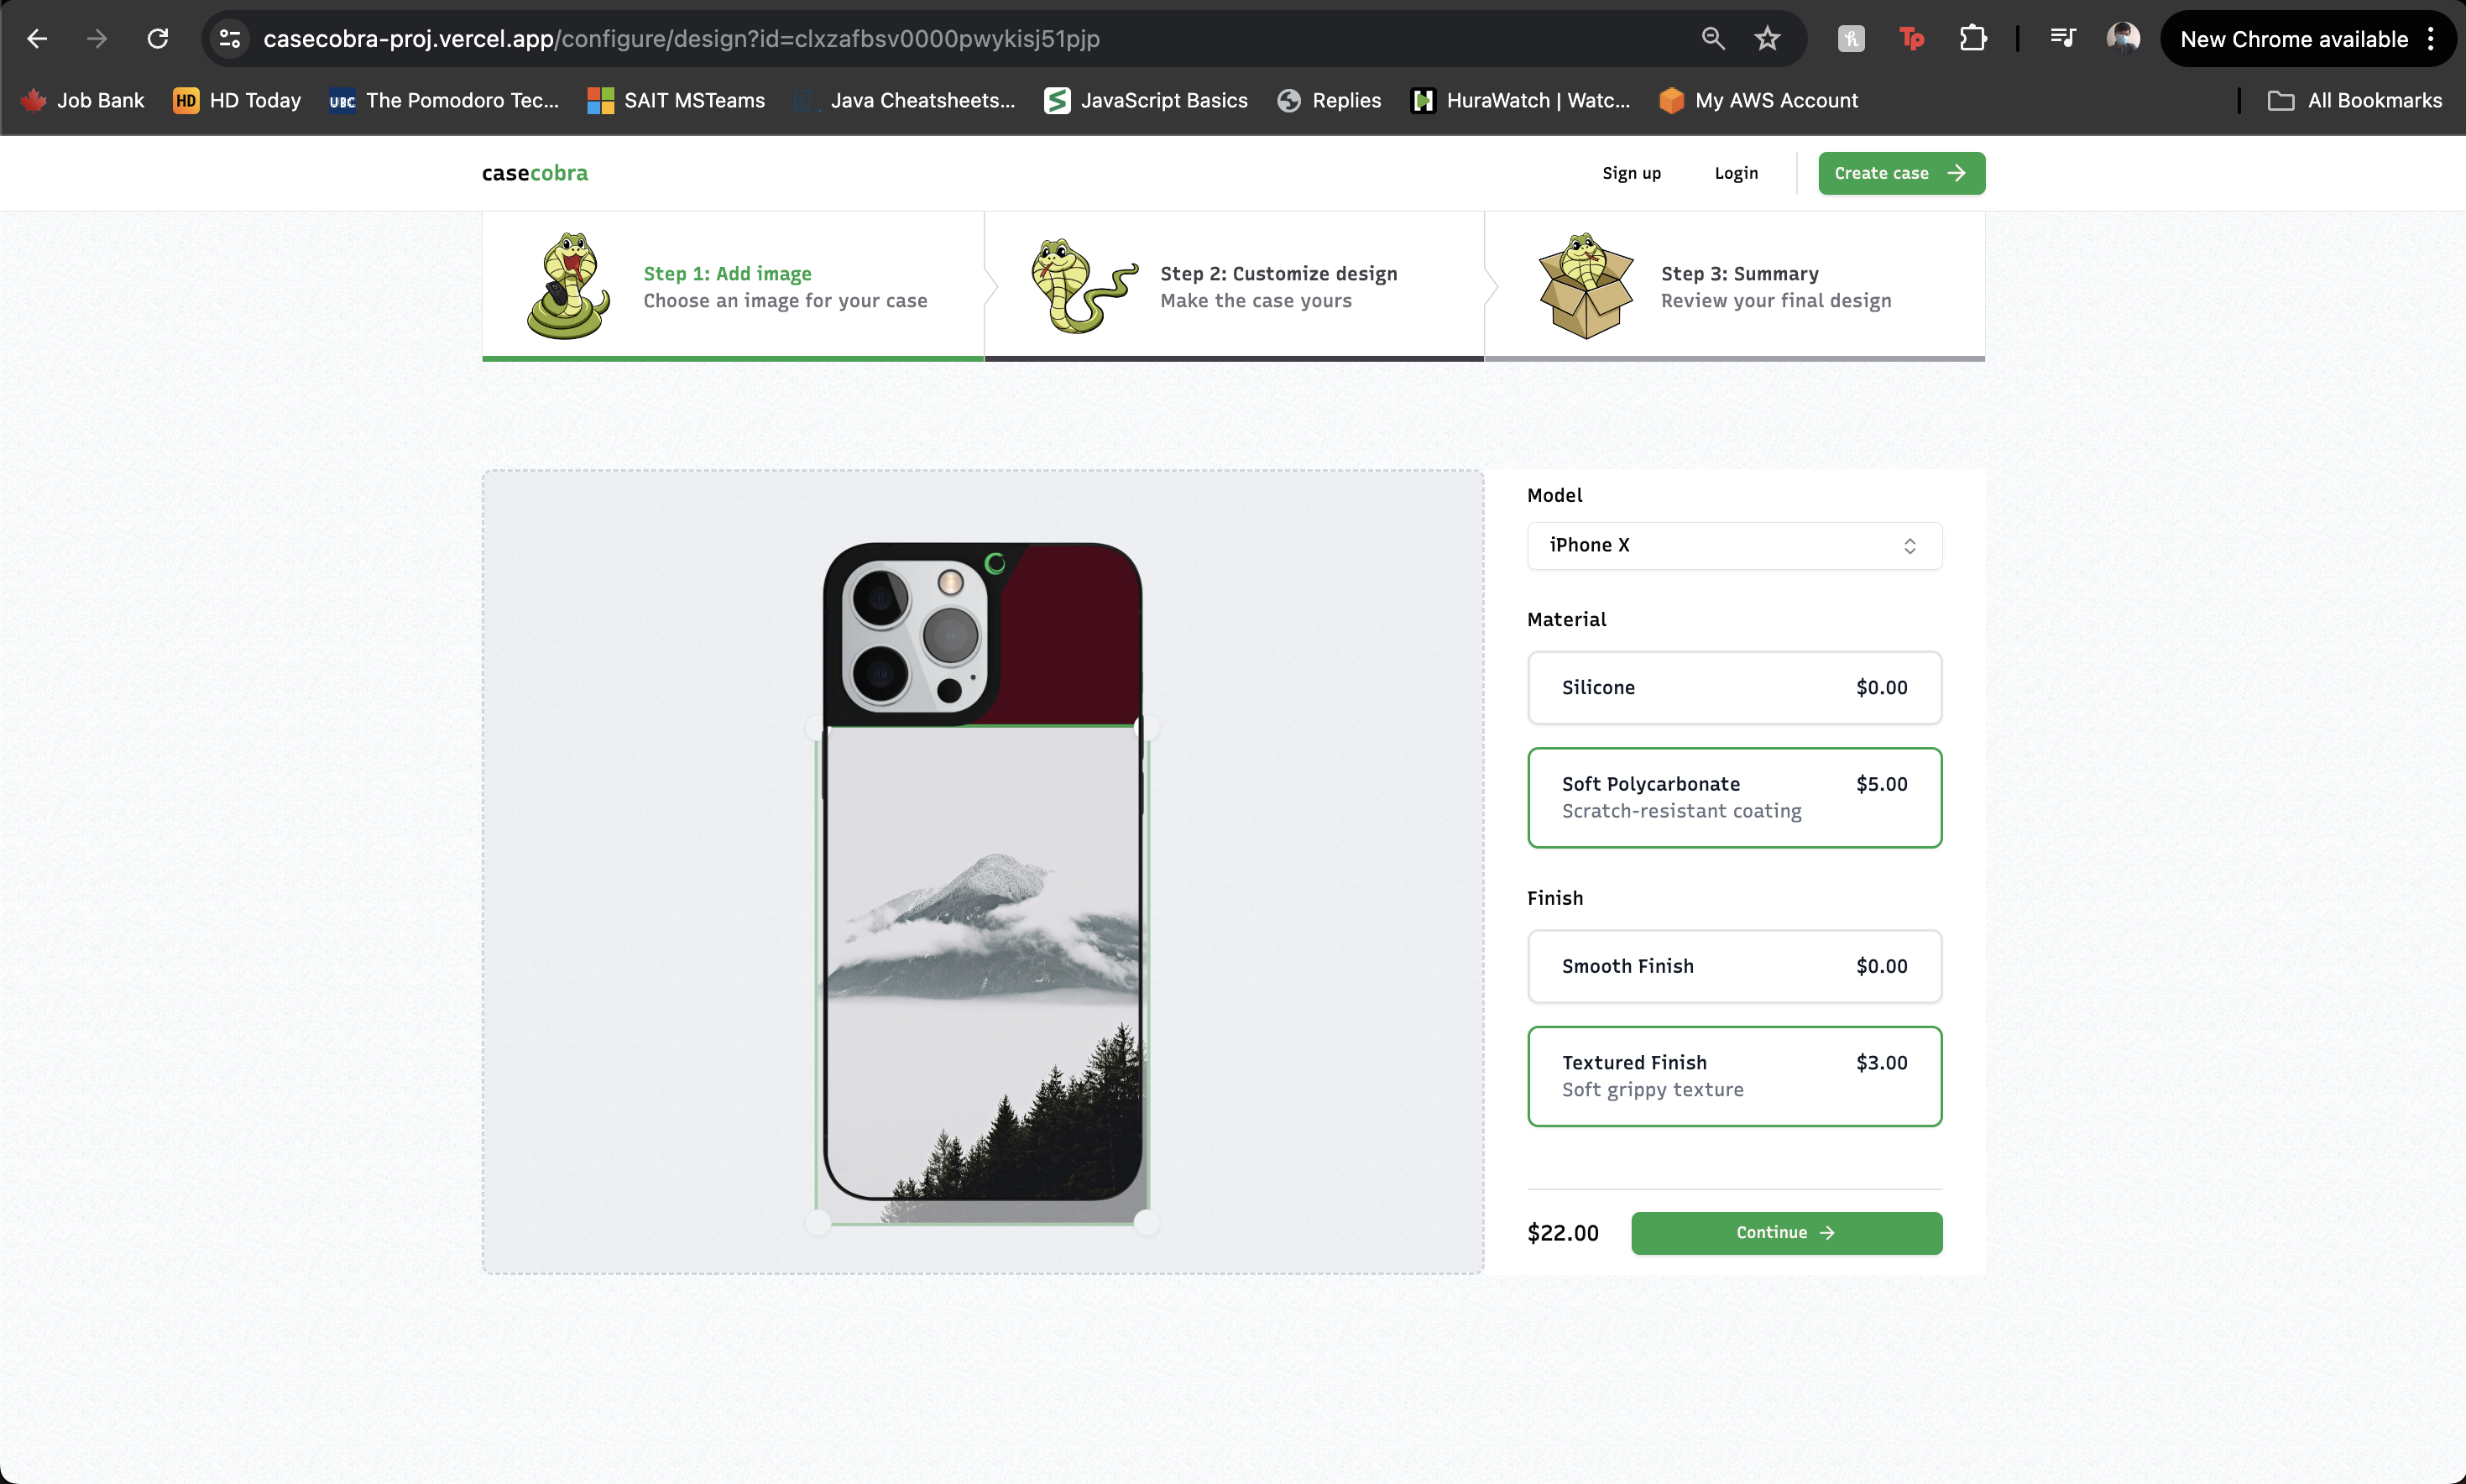 casecobra-proj.vercel.app/configure/design?id=clxzafbsv0000pwykisj51pjp
New Chrome available
Job Bank
HD Today
The Pomodoro Tec...
SAIT MSTeams
Java Cheatsheets...
JavaScript Basics
Replies
HuraWatch | Watc...
My AWS Account
All Bookmarks
casecobra
Sign up
Login
Create case
Step 1: Add image
Choose an image for your case
Step 2: Customize design
Make the case yours
Step 3: Summary
Review your final design
Model
iPhone X
Material
Silicone $0.00
Soft Polycarbonate $5.00
Scratch-resistant coating
Finish
Smooth Finish $0.00
Textured Finish $3.00
Soft grippy texture
$22.00
Continue